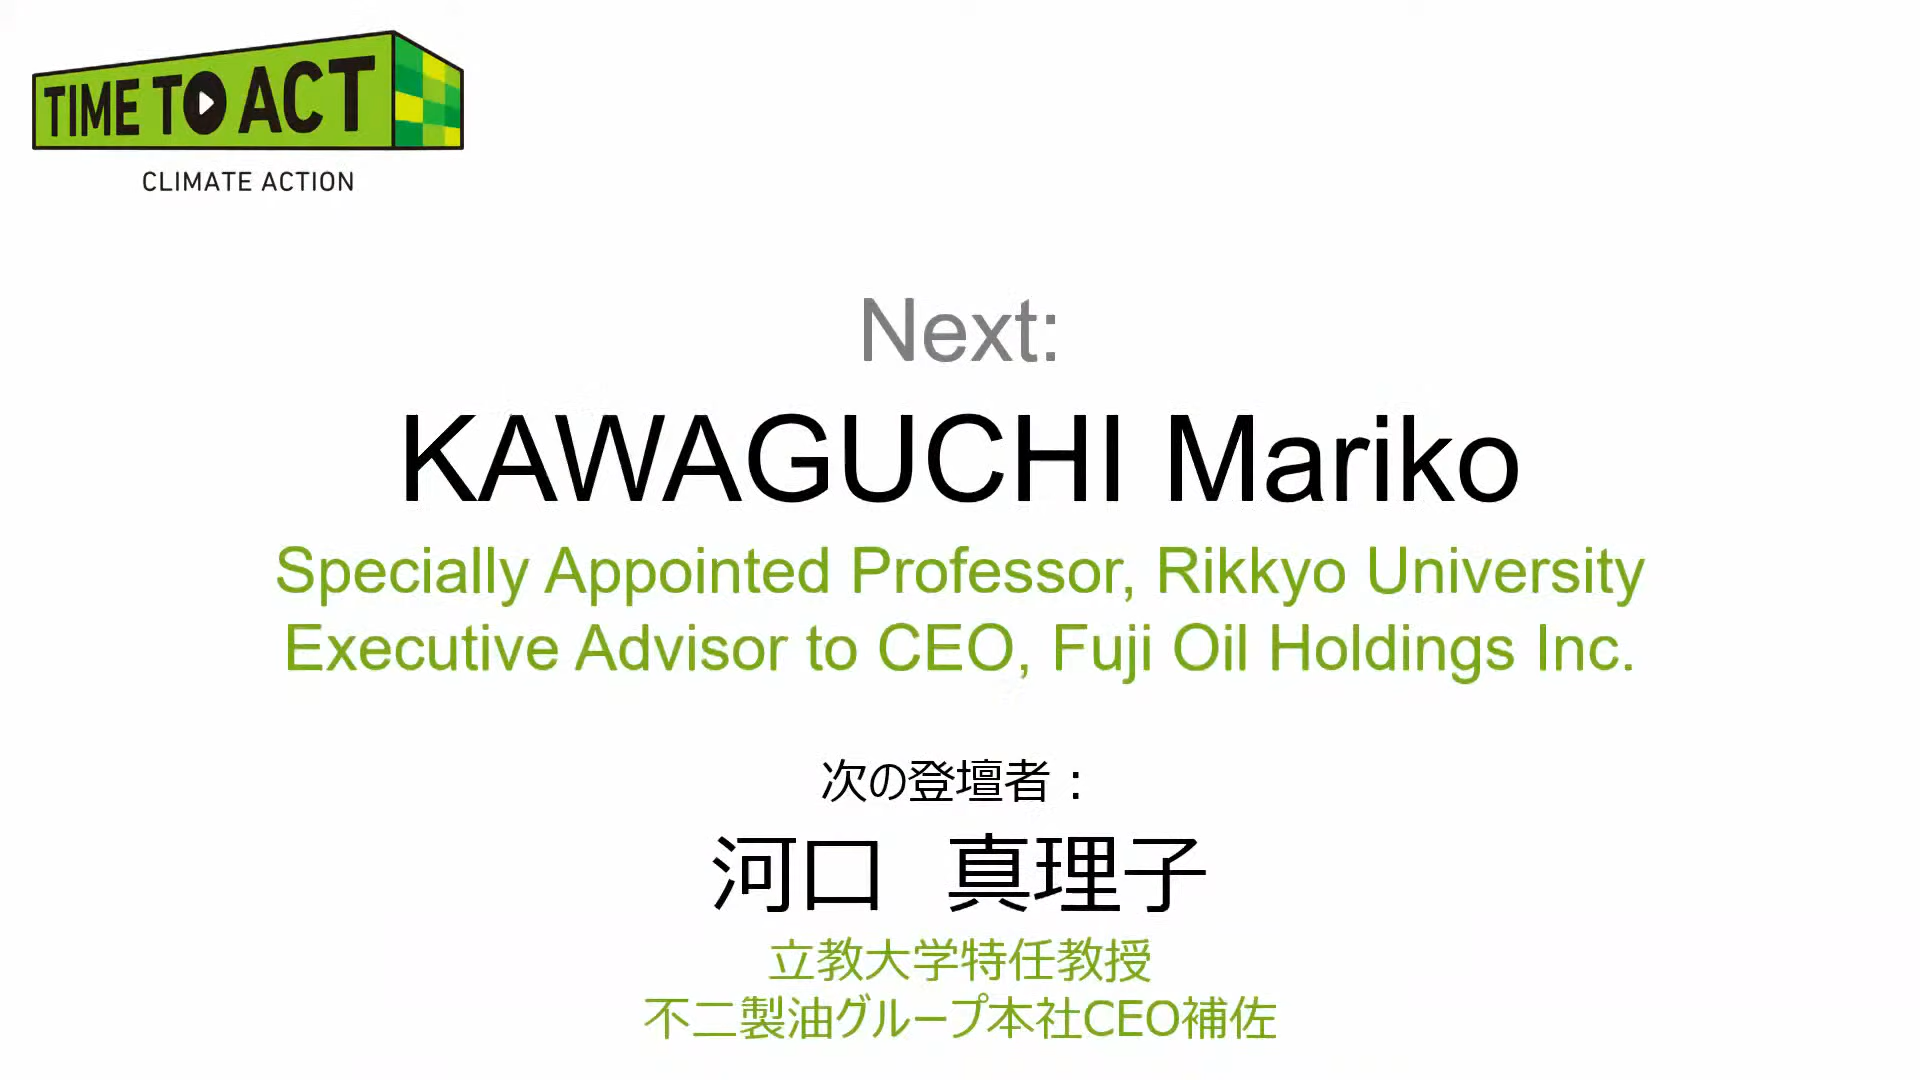 TIME TO ACT
CLIMATE ACTION
Next:
KAWAGUCHI Mariko
Specially Appointed Professor, Rikkyo University
Executive Advisor to CEO, Fuji Oil Holdings Inc.
次の登壇者：
河口　真理子
立教大学特任教授
不二製油グループ本社CEO補佐